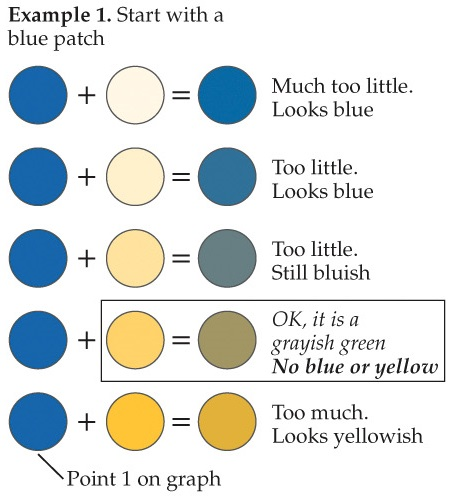 Example 1. Start with a
blue patch
+ =
Much too little.
Looks blue
+ =
Too little.
Looks blue
+ =
Too little.
Still bluish
+ =
OK, it is a
grayish green
No blue or yellow
+ =
Too much.
Looks yellowish
Point 1 on graph